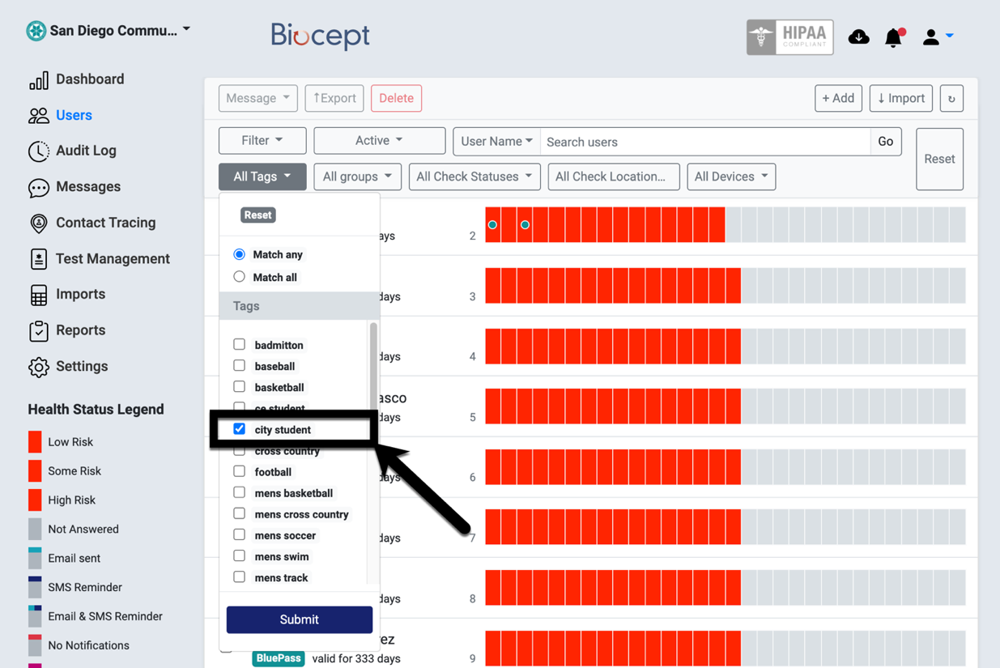 San Diego Commu...
Biocept
HIPAA
COMPLIANT
Dashboard
Users
Audit Log
Messages
Contact Tracing
Test Management
Imports
Reports
Settings
Health Status Legend
Low Risk
Some Risk
High Risk
Not Answered
Email sent
SMS Reminder
Email & SMS Reminder
No Notifications
Message
↑Export
Delete
+ Add
↓ Import
Filter
Active
User Name
Search users
Go
Reset
All Tags
All groups
All Check Statuses
All Check Location...
All Devices
Reset
Match any
Match all
Tags
badmitton
baseball
basketball
ce student
city student
cross country
football
mens basketball
mens cross country
mens soccer
mens swim
mens track
Submit
ays
2
days
3
days
4
asco
days
5
days
6
days
7
days
8
ez
BluePass valid for 333 days
9